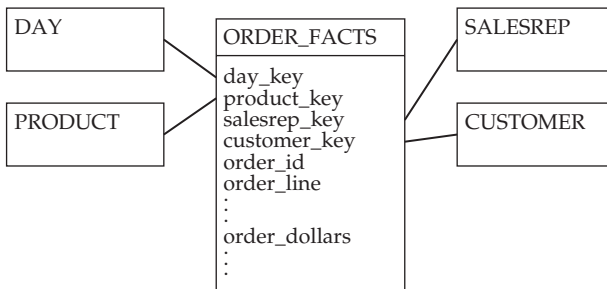 DAY
PRODUCT
ORDER_FACTS
day_key
product_key
salesrep_key
customer_key
order_id
order_line
.
.
.
order_dollars
.
.
.
SALESREP
CUSTOMER